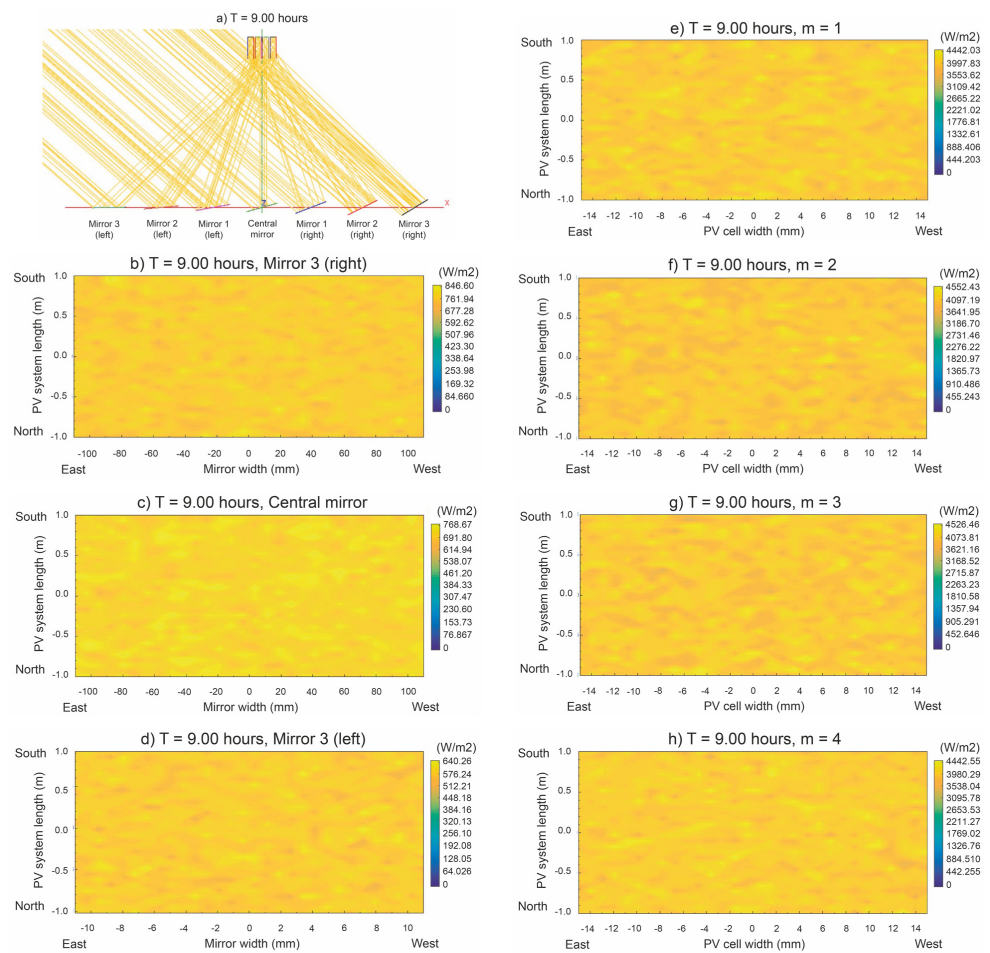 a) T = 9.00 hours
Z
X
Mirror 3
(left)
Mirror 2
(left)
Mirror 1
(left)
Central
mirror
Mirror 1
(right)
Mirror 2
(right)
Mirror 3
(right)
b) T = 9.00 hours, Mirror 3 (right)
(W/m2)
South
North
PV system length (m)
1.0
0.5
0.0
-0.5
-1.0
-100 -80 -60 -40 -20 0 20 40 60 80 100
East Mirror width (mm) West
846.60
761.94
677.28
592.62
507.96
423.30
338.64
253.98
169.32
84.660
0
c) T = 9.00 hours, Central mirror
(W/m2)
South
North
PV system length (m)
1.0
0.5
0.0
-0.5
-1.0
-100 -80 -60 -40 -20 0 20 40 60 80 100
East Mirror width (mm) West
768.67
691.80
614.94
538.07
461.20
384.33
307.47
230.60
153.73
76.867
0
d) T = 9.00 hours, Mirror 3 (left)
(W/m2)
South
North
PV system length (m)
1.0
0.5
0.0
-0.5
-1.0
-10 -8 -6 -4 -2 0 2 4 6 8 10
East Mirror width (mm) West
640.26
576.24
512.21
448.18
384.16
320.13
256.10
192.08
128.05
64.026
0
e) T = 9.00 hours, m = 1
(W/m2)
South
North
PV system length (m)
1.0
0.5
0.0
-0.5
-1.0
-14 -12 -10 -8 -6 -4 -2 0 2 4 6 8 10 12 14
East PV cell width (mm) West
4442.03
3997.83
3553.62
3109.42
2665.22
2221.02
1776.81
1332.61
888.406
444.203
0
f) T = 9.00 hours, m = 2
(W/m2)
South
North
PV system length (m)
1.0
0.5
0.0
-0.5
-1.0
-14 -12 -10 -8 -6 -4 -2 0 2 4 6 8 10 12 14
East PV cell width (mm) West
4552.43
4097.19
3641.95
3186.70
2731.46
2276.22
1820.97
1365.73
910.486
455.243
0
g) T = 9.00 hours, m = 3
(W/m2)
South
North
PV system length (m)
1.0
0.5
0.0
-0.5
-1.0
-14 -12 -10 -8 -6 -4 -2 0 2 4 6 8 10 12 14
East PV cell width (mm) West
4526.46
4073.81
3621.16
3168.52
2715.87
2263.23
1810.58
1357.94
905.291
452.646
0
h) T = 9.00 hours, m = 4
(W/m2)
South
North
PV system length (m)
1.0
0.5
0.0
-0.5
-1.0
-14 -12 -10 -8 -6 -4 -2 0 2 4 6 8 10 12 14
East PV cell width (mm) West
4442.55
3980.29
3538.04
3095.78
2653.53
2211.27
1769.02
1326.76
884.510
442.255
0